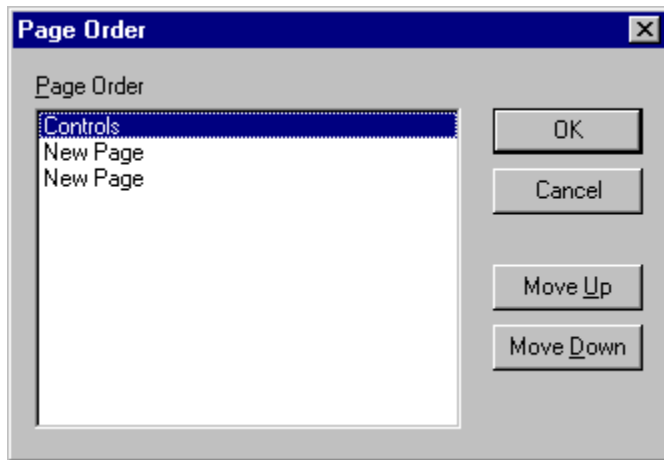 Page Order
Page Order
Controls
New Page
New Page
OK
Cancel
Move Up
Move Down